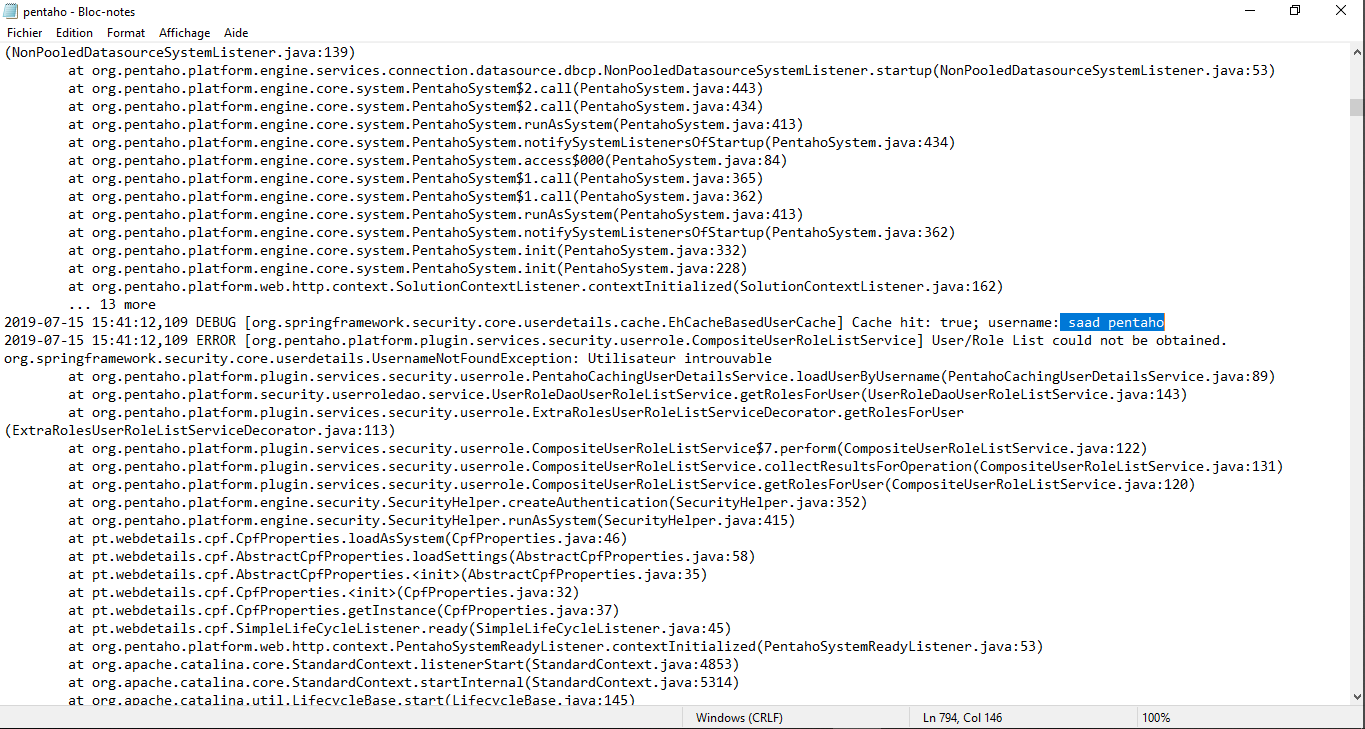 pentaho - Bloc-notes
Fichier Edition Format Affichage Aide
(NonPooledDatasourceSystemListener.java:139)
at org.pentaho.platform.engine.services.connection.datasource.dbcp.NonPooledDatasourceSystemListener.startup(NonPooledDatasourceSystemListener.java:53)
at org.pentaho.platform.engine.core.system.PentahoSystem$2.call(PentahoSystem.java:443)
at org.pentaho.platform.engine.core.system.PentahoSystem$2.call(PentahoSystem.java:434)
at org.pentaho.platform.engine.core.system.PentahoSystem.runAsSystem(PentahoSystem.java:413)
at org.pentaho.platform.engine.core.system.PentahoSystem.notifySystemListenersOfStartup(PentahoSystem.java:434)
at org.pentaho.platform.engine.core.system.PentahoSystem.access$000(PentahoSystem.java:84)
at org.pentaho.platform.engine.core.system.PentahoSystem$1.call(PentahoSystem.java:365)
at org.pentaho.platform.engine.core.system.PentahoSystem$1.call(PentahoSystem.java:362)
at org.pentaho.platform.engine.core.system.PentahoSystem.runAsSystem(PentahoSystem.java:413)
at org.pentaho.platform.engine.core.system.PentahoSystem.notifySystemListenersOfStartup(PentahoSystem.java:362)
at org.pentaho.platform.engine.core.system.PentahoSystem.init(PentahoSystem.java:332)
at org.pentaho.platform.engine.core.system.PentahoSystem.init(PentahoSystem.java:228)
at org.pentaho.platform.web.http.context.SolutionContextListener.contextInitialized(SolutionContextListener.java:162)
... 13 more
2019-07-15 15:41:12,109 DEBUG [org.springframework.security.core.userdetails.cache.EhCacheBasedUserCache] Cache hit: true; username: saad pentaho
2019-07-15 15:41:12,109 ERROR [org.pentaho.platform.plugin.services.security.userrole.CompositeUserRoleListService] User/Role List could not be obtained.
org.springframework.security.core.userdetails.UsernameNotFoundException: Utilisateur introuvable
at org.pentaho.platform.plugin.services.security.userrole.PentahoCachingUserDetailsService.loadUserByUsername(PentahoCachingUserDetailsService.java:89)
at org.pentaho.platform.security.userroledao.service.UserRoleDaoUserRoleListService.getRolesForUser(UserRoleDaoUserRoleListService.java:143)
at org.pentaho.platform.plugin.services.security.userrole.ExtraRolesUserRoleListServiceDecorator.getRolesForUser
(ExtraRolesUserRoleListServiceDecorator.java:113)
at org.pentaho.platform.plugin.services.security.userrole.CompositeUserRoleListService$7.perform(CompositeUserRoleListService.java:122)
at org.pentaho.platform.plugin.services.security.userrole.CompositeUserRoleListService.collectResultsForOperation(CompositeUserRoleListService.java:131)
at org.pentaho.platform.plugin.services.security.userrole.CompositeUserRoleListService.getRolesForUser(CompositeUserRoleListService.java:120)
at org.pentaho.platform.engine.security.SecurityHelper.createAuthentication(SecurityHelper.java:352)
at org.pentaho.platform.engine.security.SecurityHelper.runAsSystem(SecurityHelper.java:415)
at pt.webdetails.cpf.CpfProperties.loadAsSystem(CpfProperties.java:46)
at pt.webdetails.cpf.AbstractCpfProperties.loadSettings(AbstractCpfProperties.java:58)
at pt.webdetails.cpf.AbstractCpfProperties.<init>(AbstractCpfProperties.java:35)
at pt.webdetails.cpf.CpfProperties.<init>(CpfProperties.java:32)
at pt.webdetails.cpf.CpfProperties.getInstance(CpfProperties.java:37)
at pt.webdetails.cpf.SimpleLifeCycleListener.ready(SimpleLifeCycleListener.java:45)
at org.pentaho.platform.web.http.context.PentahoSystemReadyListener.contextInitialized(PentahoSystemReadyListener.java:53)
at org.apache.catalina.core.StandardContext.listenerStart(StandardContext.java:4853)
at org.apache.catalina.core.StandardContext.startInternal(StandardContext.java:5314)
at org.apache.catalina.util.LifecycleBase.start(LifecycleBase.java:145)
Windows (CRLF) Ln 794, Col 146 100%